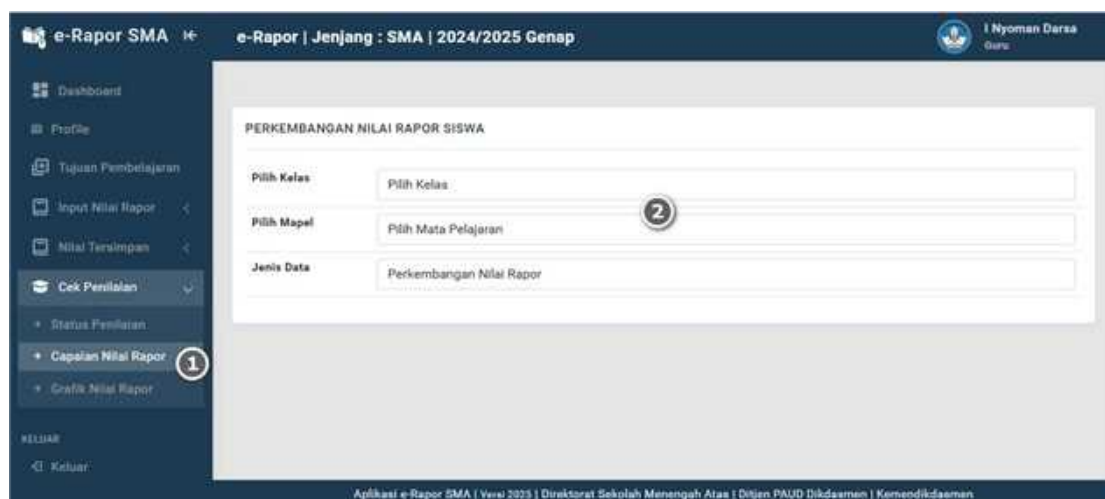 e-Rapor SMA
e-Rapor | Jenjang : SMA | 2024/2025 Genap
I Nyoman Darsa
Guru
Dashboard
Profile
Tujuan Pembelajaran
Input Nilai Rapor
Nilai Tersimpan
Cek Penilaian
Status Penilaian
Capaian Nilai Rapor
1
Grafik Nilai Rapor
KELUAR
Keluar
PERKEMBANGAN NILAI RAPOR SISWA
Pilih Kelas
Pilih Kelas
2
Pilih Mapel
Pilih Mata Pelajaran
Jenis Data
Perkembangan Nilai Rapor
Aplikasi e-Rapor SMA | Versi 2025 | Direktorat Sekolah Menengah Atas | Ditjen PAUD Dikdasmen | Kemendikdasmen